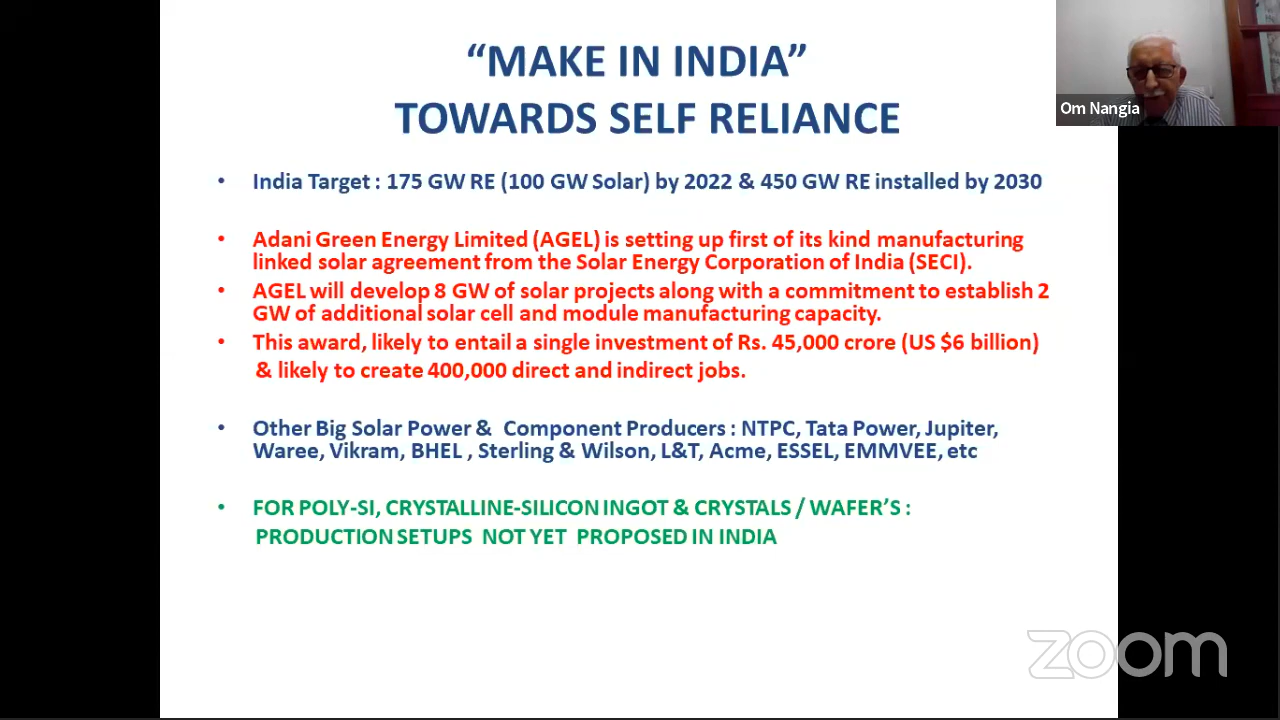 “MAKE IN INDIA”
TOWARDS SELF RELIANCE
Om Nangia
• India Target : 175 GW RE (100 GW Solar) by 2022 & 450 GW RE installed by 2030
• Adani Green Energy Limited (AGEL) is setting up first of its kind manufacturing
linked solar agreement from the Solar Energy Corporation of India (SECI).
• AGEL will develop 8 GW of solar projects along with a commitment to establish 2
GW of additional solar cell and module manufacturing capacity.
• This award, likely to entail a single investment of Rs. 45,000 crore (US $6 billion)
& likely to create 400,000 direct and indirect jobs.
• Other Big Solar Power & Component Producers : NTPC, Tata Power, Jupiter,
Waree, Vikram, BHEL , Sterling & Wilson, L&T, Acme, ESSEL, EMMVEE, etc
• FOR POLY-SI, CRYSTALLINE-SILICON INGOT & CRYSTALS / WAFER’S :
PRODUCTION SETUPS NOT YET PROPOSED IN INDIA
zoom